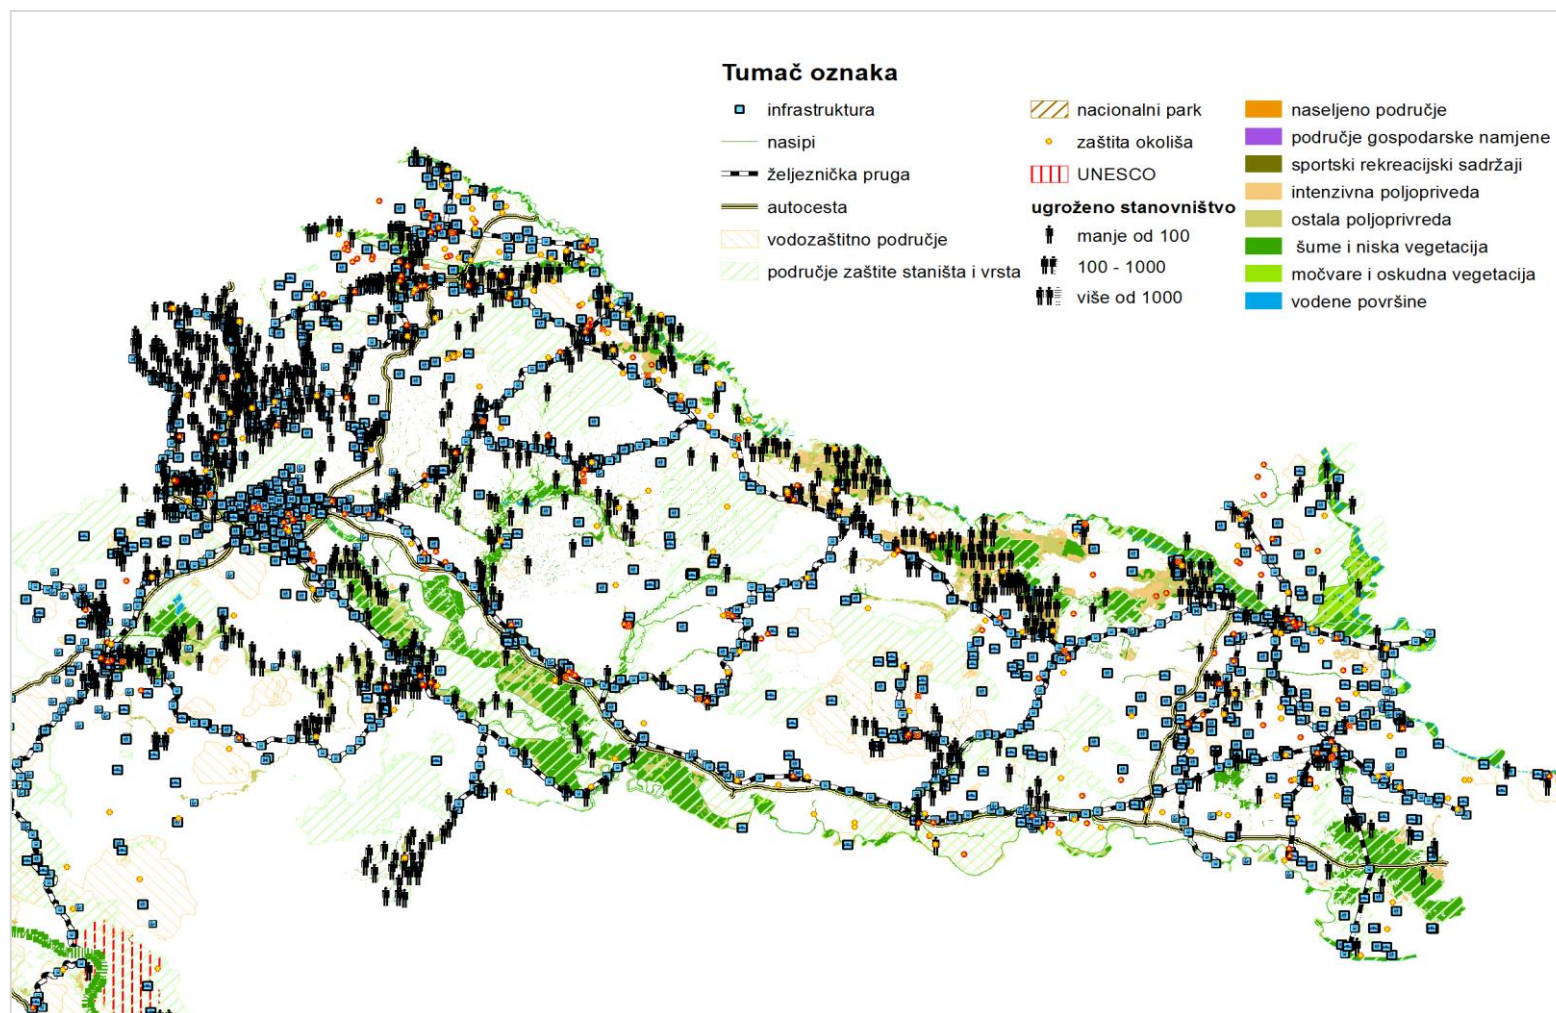 Tumač oznaka
infrastruktura
nasipi
željeznička pruga
autocesta
vodozaštitno područje
područje zaštite staništa i vrsta
nacionalni park
zaštita okoliša
UNESCO
ugroženo stanovništvo
manje od 100
100 - 1000
više od 1000
naseljeno područje
područje gospodarske namjene
sportski rekreacijski sadržaji
intenzivna poljopriveda
ostala poljoprivreda
šume i niska vegetacija
močvare i oskudna vegetacija
vodene površine